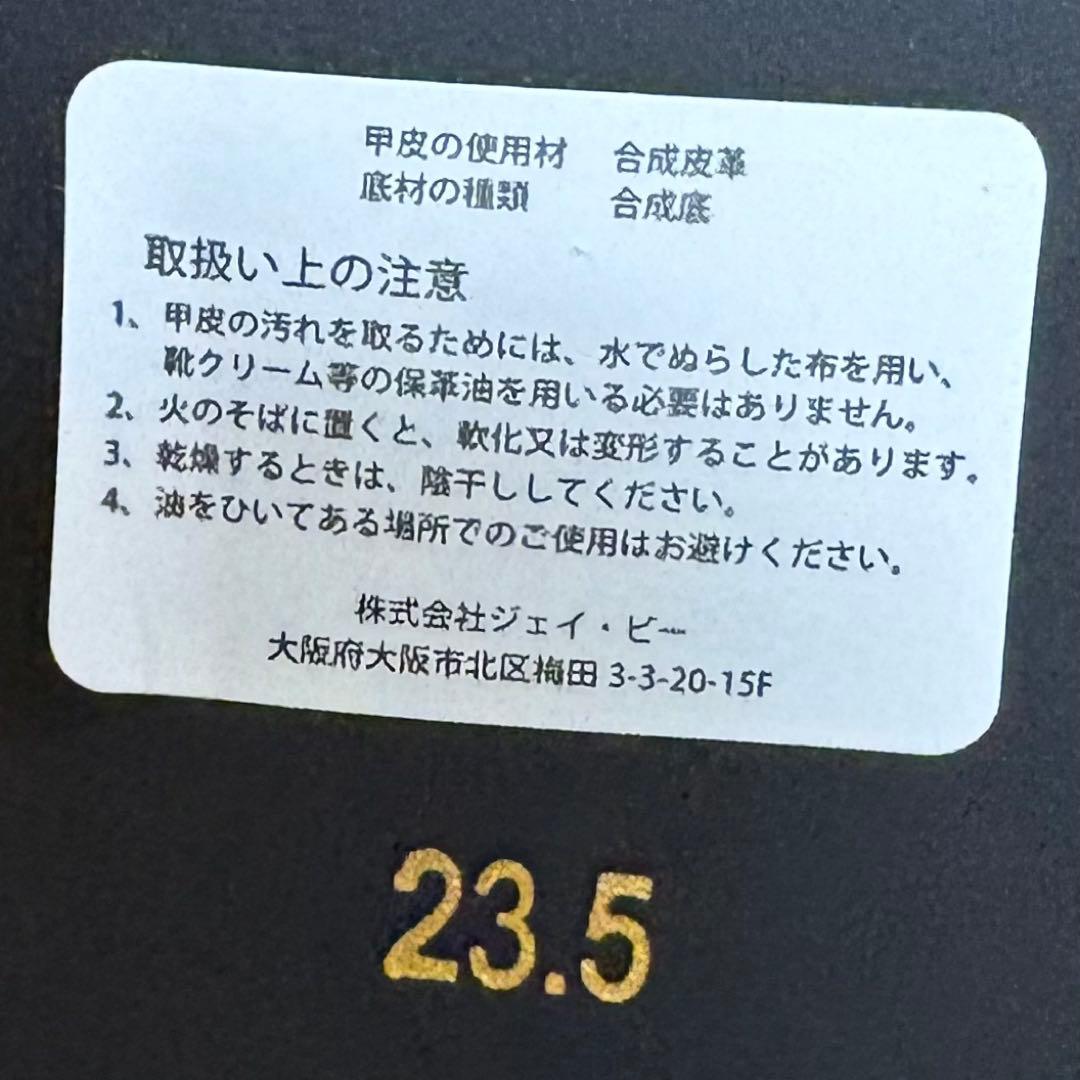 甲皮の使用材　合成皮革
底材の種類　合成底
取扱い上の注意
1、甲皮の汚れを取るためには、水でぬらした布を用い、
靴クリーム等の保革油を用いる必要はありません。
2、火のそばに置くと、軟化又は変形することがあります。
3、乾燥するときは、陰干ししてください。
4、油をひいてある場所でのご使用はお避けください。
株式会社ジェイ・ビー
大阪府大阪市北区梅田 3-3-20-15F
23.5